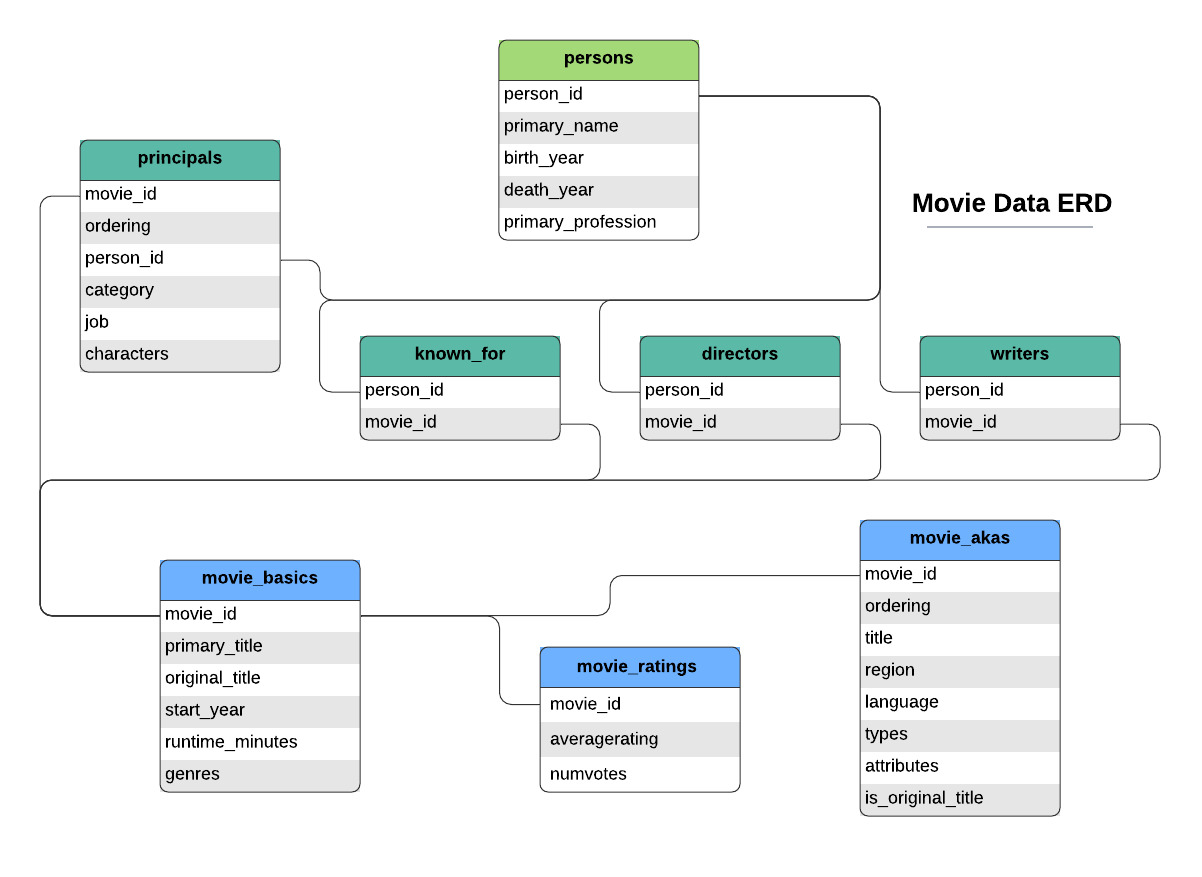 persons
person_id
primary_name
birth_year
death_year
primary_profession
principals
movie_id
ordering
person_id
category
job
characters
Movie Data ERD
known_for
person_id
movie_id
directors
person_id
movie_id
writers
person_id
movie_id
movie_basics
movie_id
primary_title
original_title
start_year
runtime_minutes
genres
movie_ratings
movie_id
averagerating
numvotes
movie_akas
movie_id
ordering
title
region
language
types
attributes
is_original_title